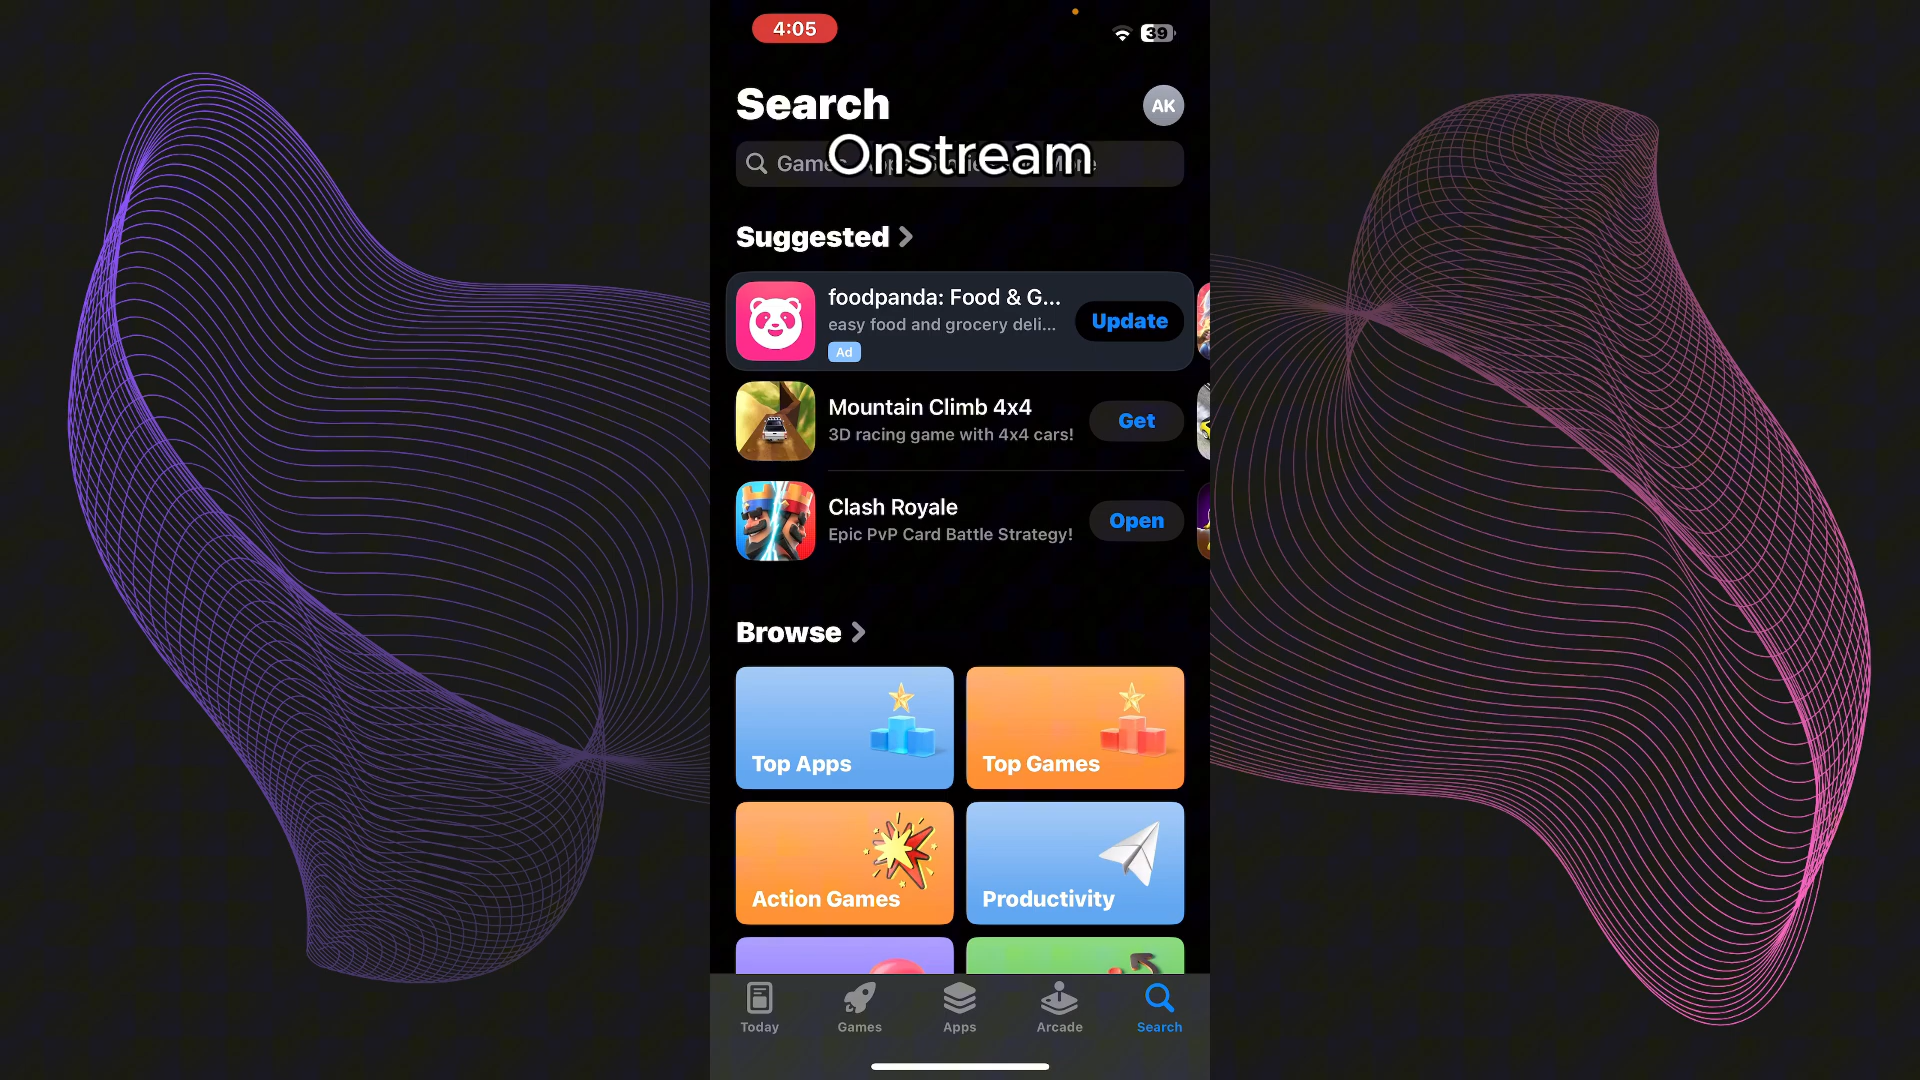 4:05
39
Search
AK
Onstream
Suggested
foodpanda: Food & G...
easy food and grocery deli...
Ad
Update
Mountain Climb 4x4
3D racing game with 4x4 cars!
Get
Clash Royale
Epic PvP Card Battle Strategy!
Open
Browse
Top Apps
Top Games
Action Games
Productivity
Today
Games
Apps
Arcade
Search